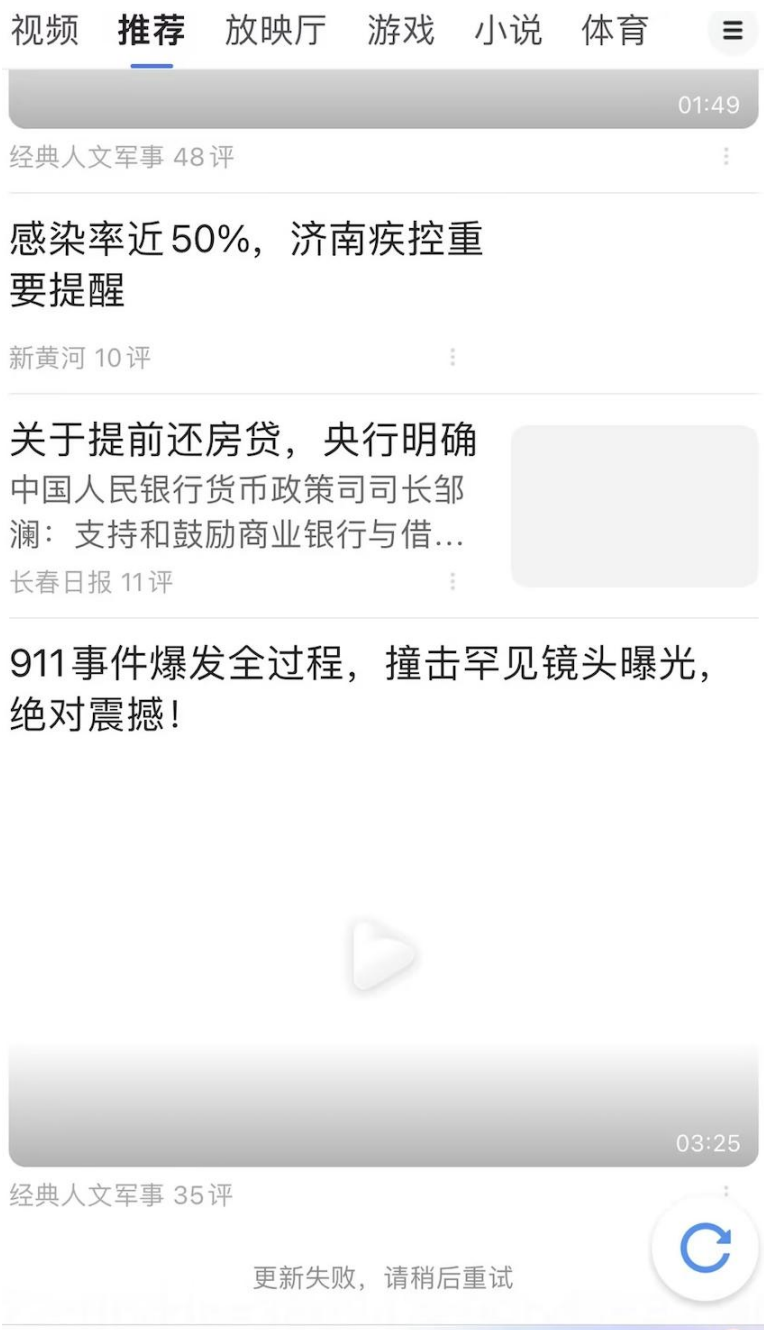 视频 推荐 放映厅 游戏 小说 体育
01:49
经典人文军事 48评
感染率近50%，济南疾控重
要提醒
新黄河 10评
关于提前还房贷，央行明确
中国人民银行货币政策司司长邹
澜：支持和鼓励商业银行与借...
长春日报 11评
911事件爆发全过程，撞击罕见镜头曝光，
绝对震撼！
03:25
经典人文军事 35评
更新失败，请稍后重试